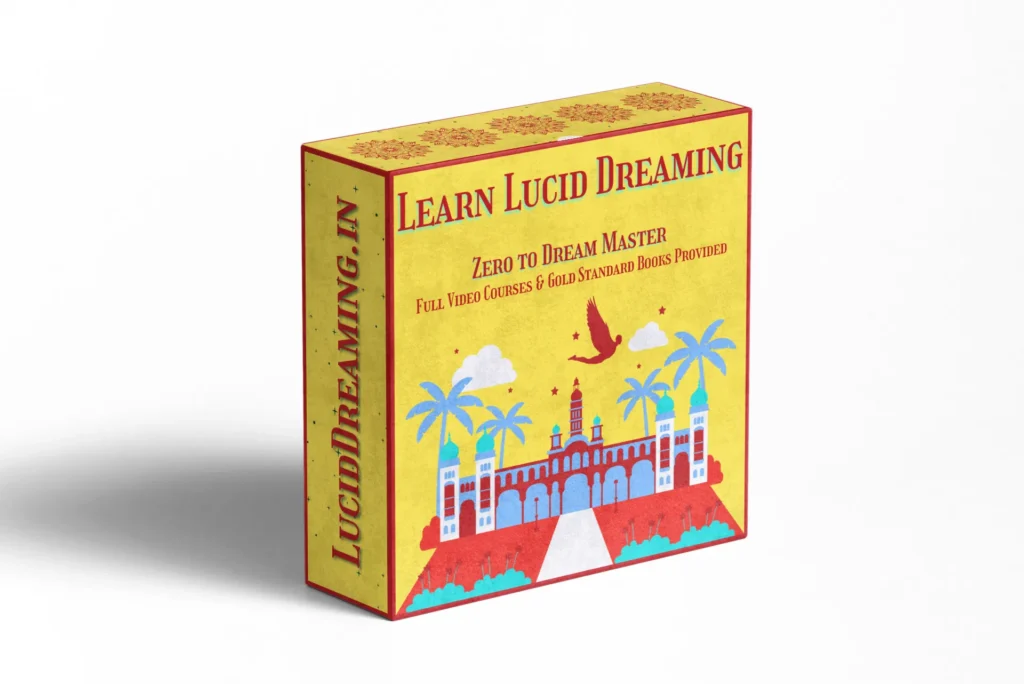 Learn Lucid Dreaming
Zero to Dream Master
Full Video Courses & Gold Standard Books Provided
LucidDreaming.in